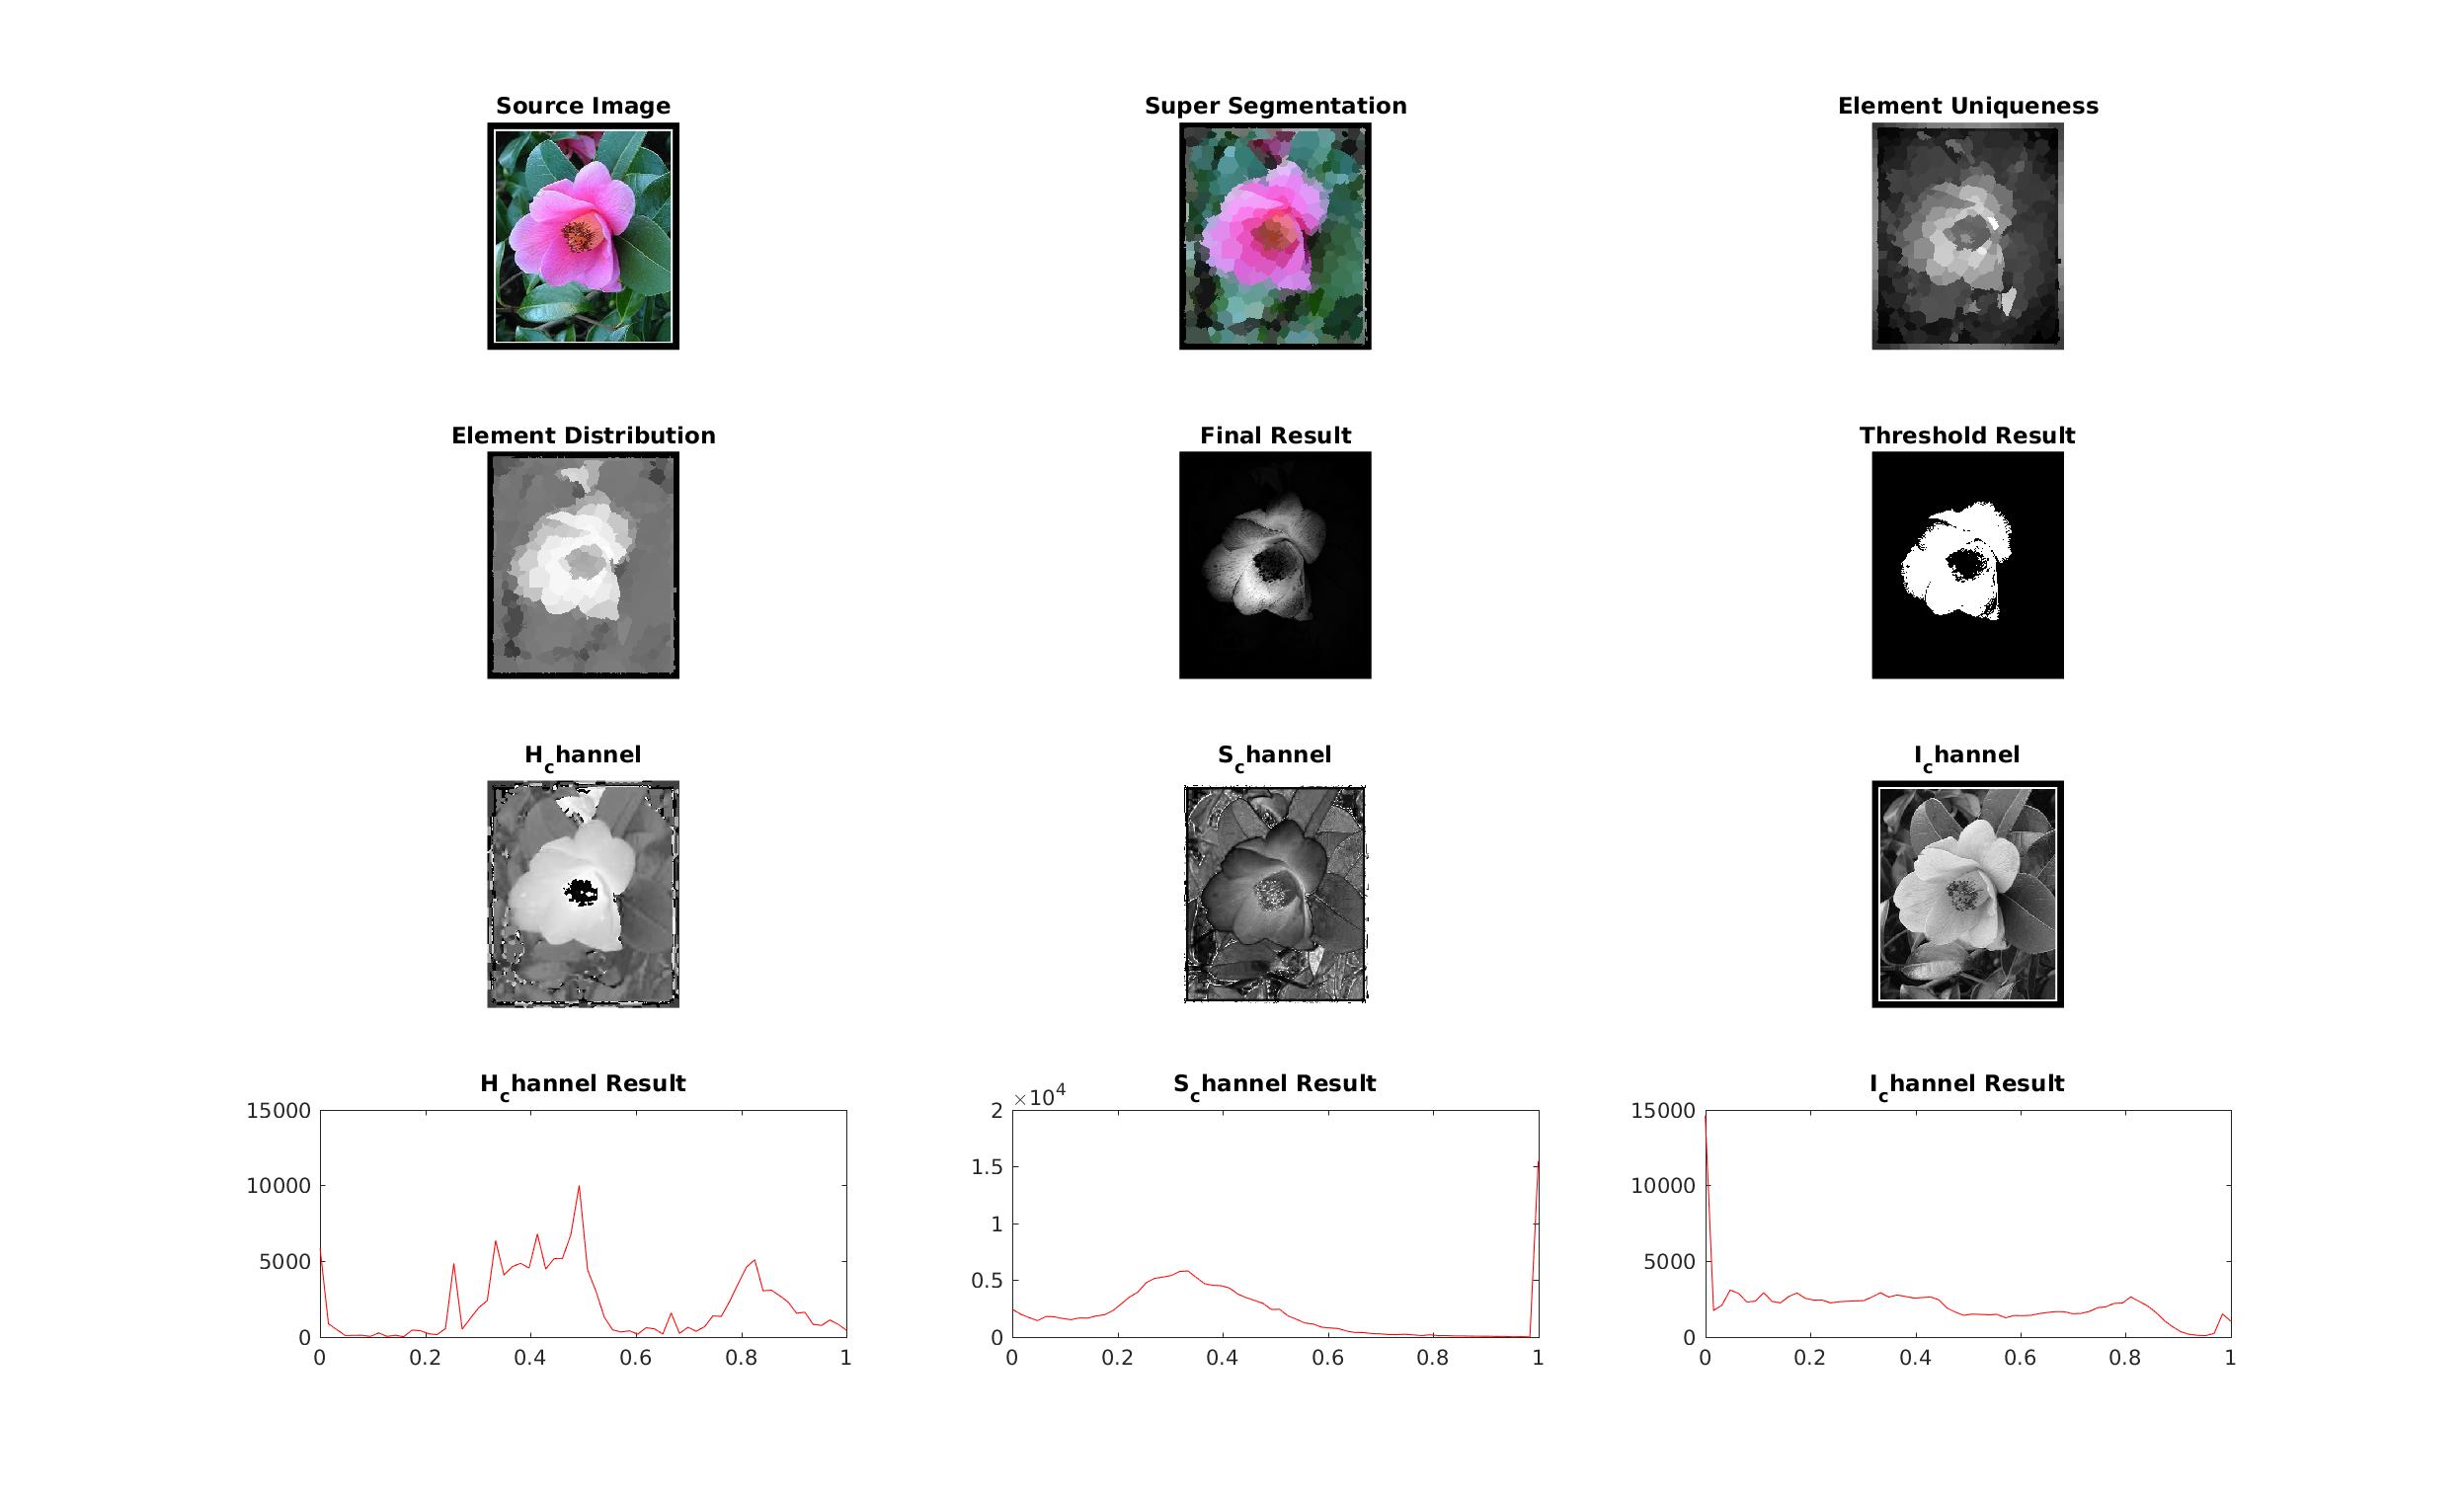 Source Image
Super Segmentation
Element Uniqueness
Element Distribution
Final Result
Threshold Result
H_channel
S_channel
I_channel
H_channel Result
15000
10000
5000
0
0 0.2 0.4 0.6 0.8 1
S_channel Result
×10^4
2
1.5
1
0.5
0
0 0.2 0.4 0.6 0.8 1
I_channel Result
15000
10000
5000
0
0 0.2 0.4 0.6 0.8 1